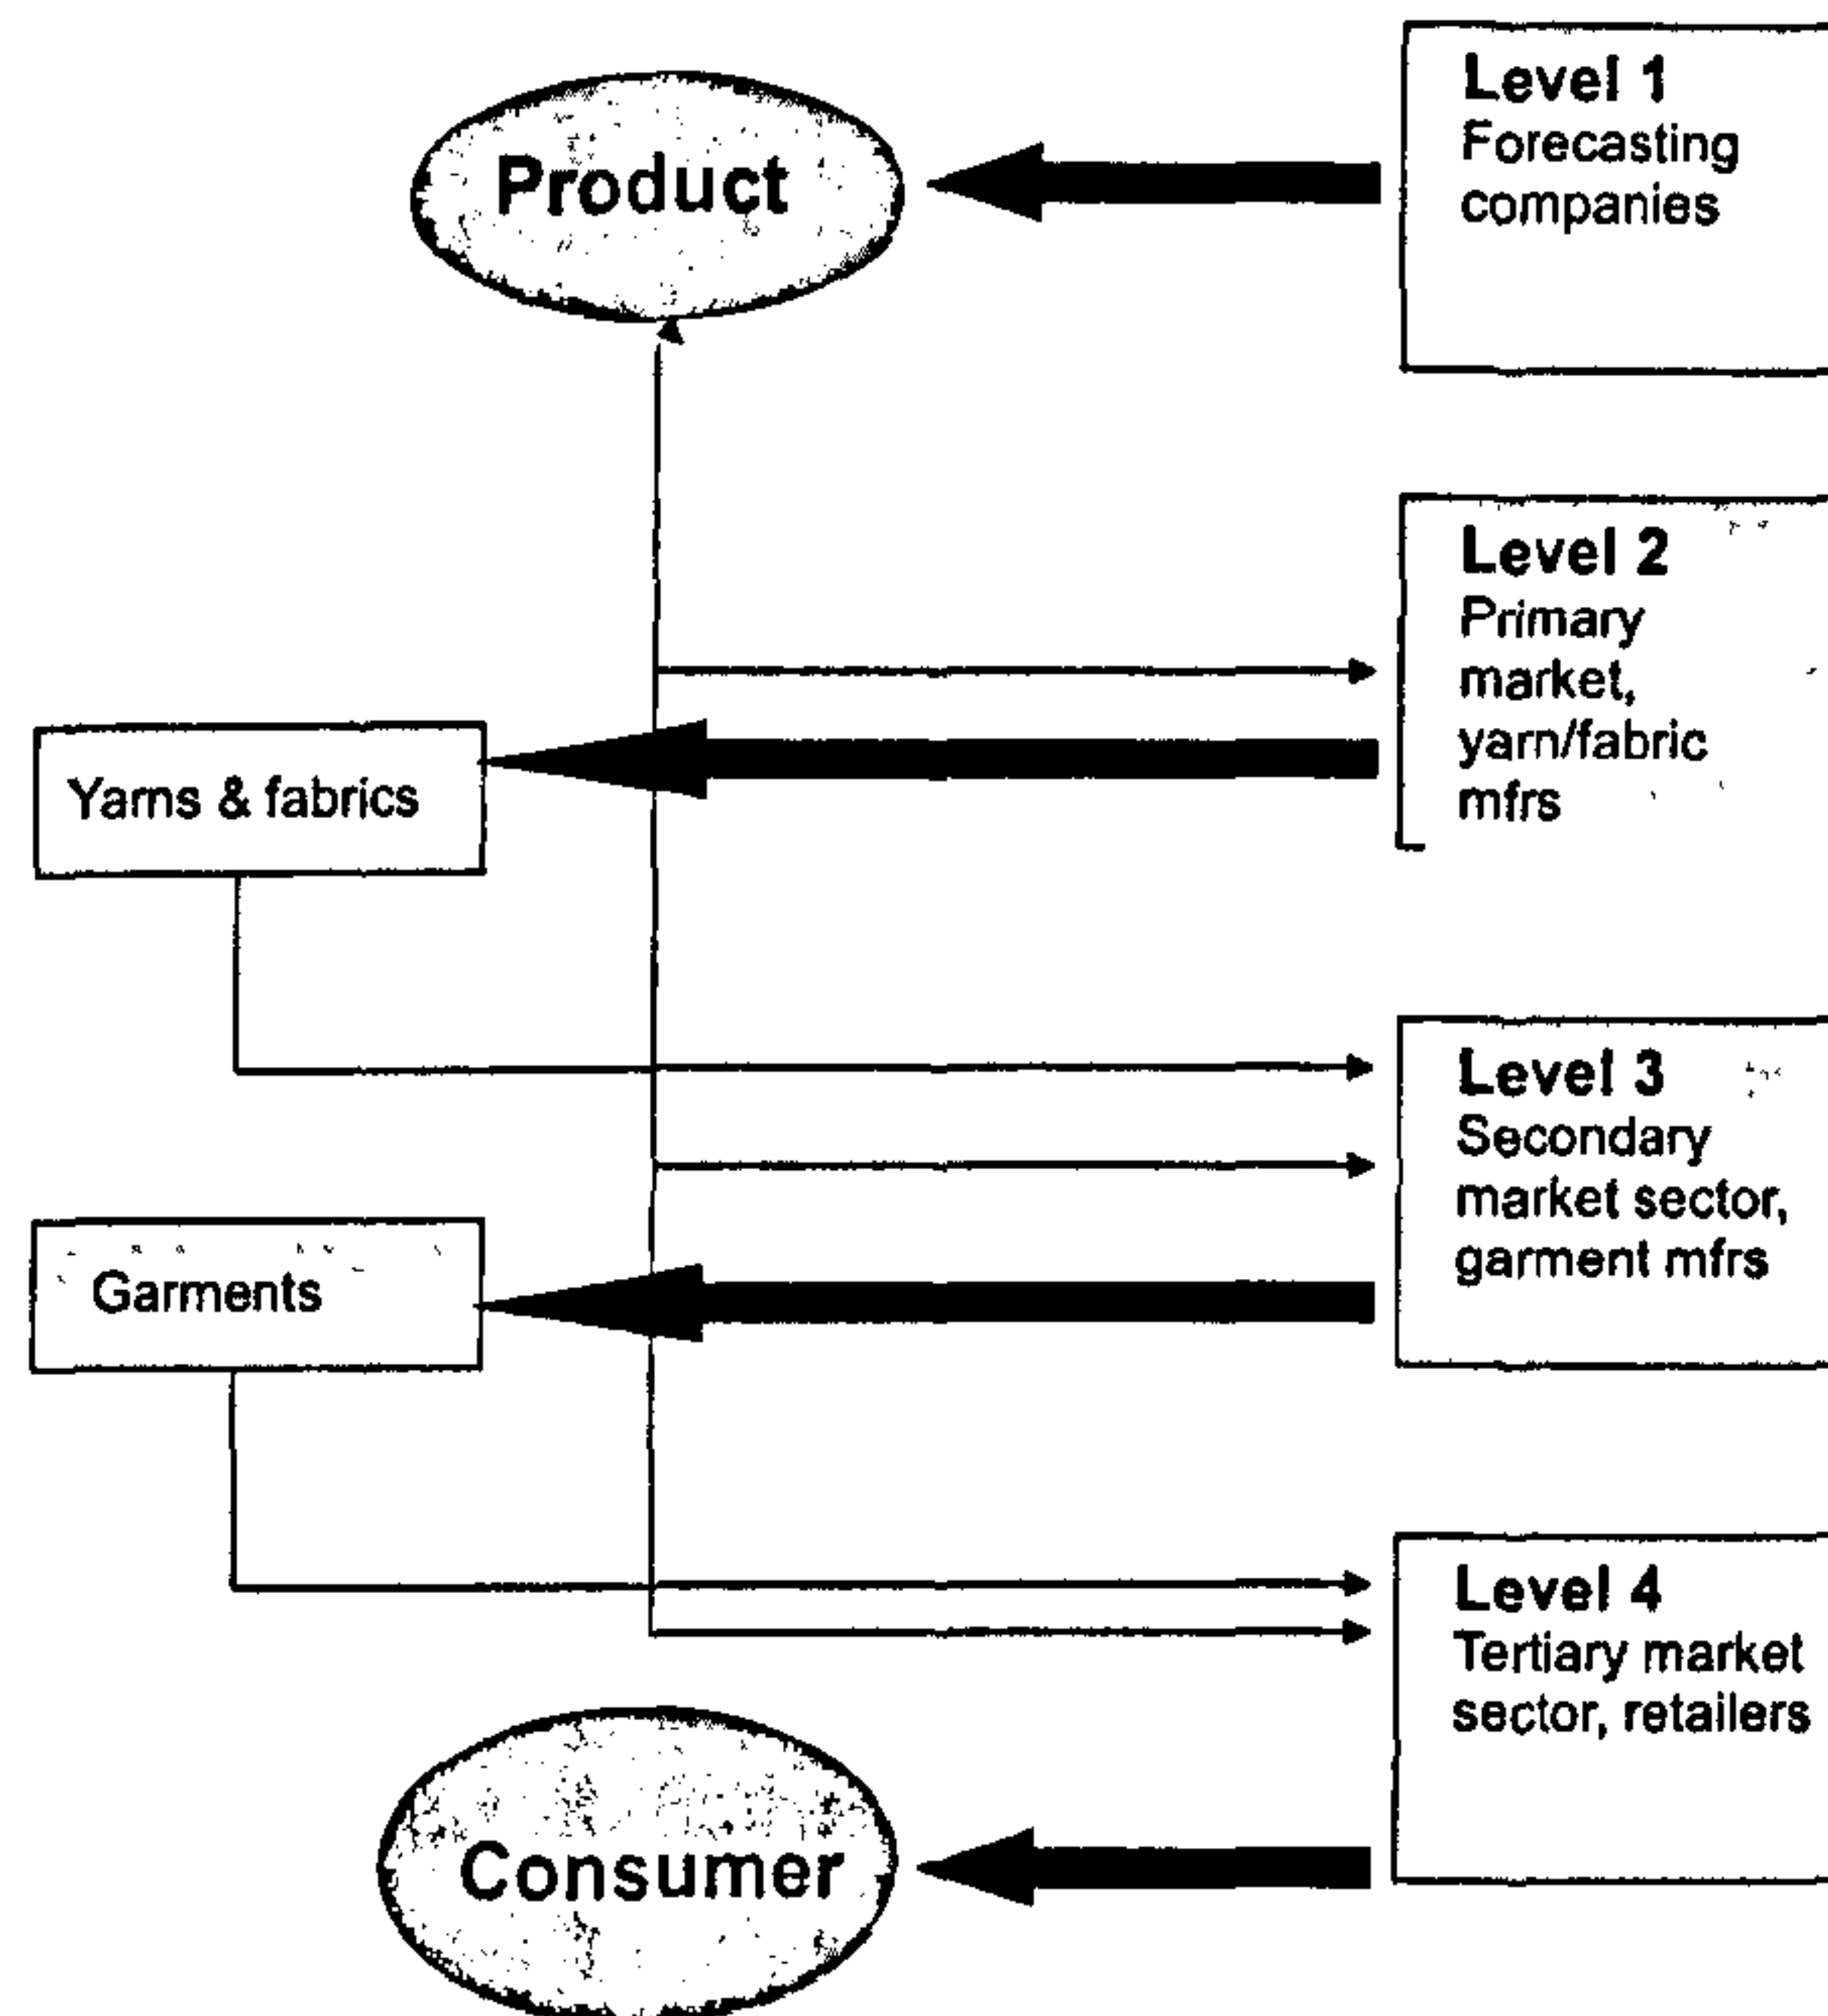 Product
Level 1
Forecasting
companies
Level 2
Primary
market,
yarn/fabric
mfrs
Yarns & fabrics
Level 3
Secondary
market sector,
garment mfrs
Garments
Level 4
Tertiary market
sector, retailers
Consumer